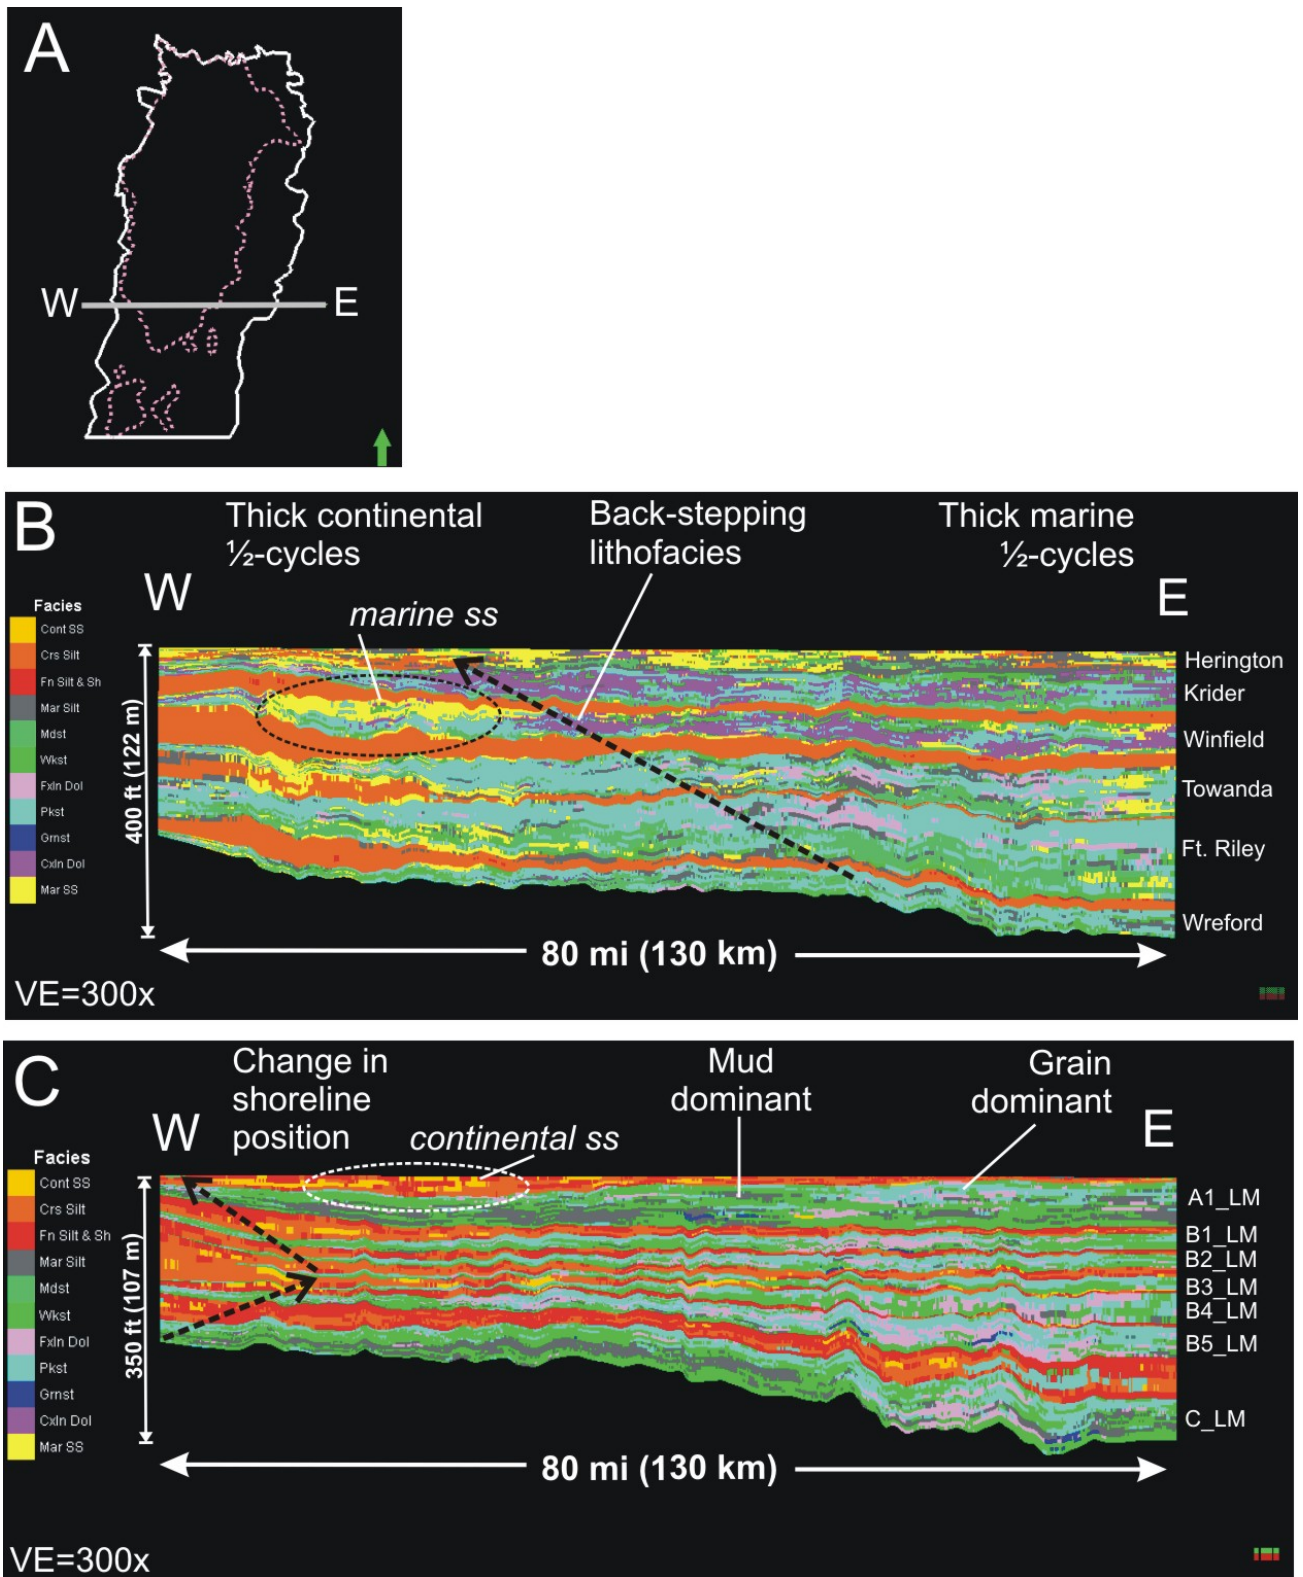 A
W
E
B
Thick continental
½-cycles
Back-stepping
lithofacies
Thick marine
½-cycles
W
E
marine ss
Facies
Cont SS
Crs Silt
Fn Silt & Sh
Mar Silt
Mdst
Wkst
Fxln Dol
Pkst
Grnst
Cxln Dol
Mar SS
400 ft (122 m)
Herington
Krider
Winfield
Towanda
Ft. Riley
Wreford
80 mi (130 km)
VE=300x
C
Change in
shoreline
position
Mud
dominant
Grain
dominant
W
E
continental ss
Facies
Cont SS
Crs Silt
Fn Silt & Sh
Mar Silt
Mdst
Wkst
Fxln Dol
Pkst
Grnst
Cxln Dol
Mar SS
350 ft (107 m)
A1_LM
B1_LM
B2_LM
B3_LM
B4_LM
B5_LM
C_LM
80 mi (130 km)
VE=300x